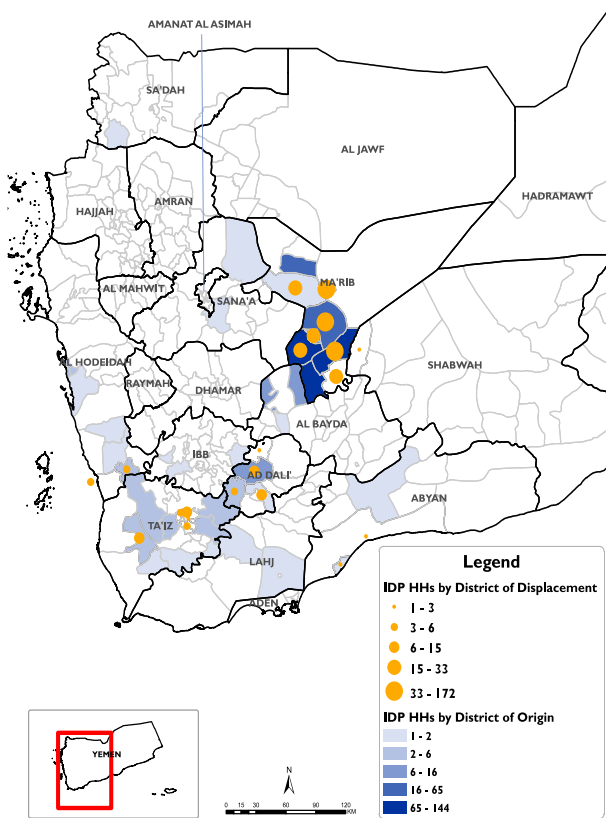 AMANAT AL ASIMAH
SA'DAH
AL JAWF
HADRAMAWT
HAJJAH
AMRAN
MA'RIB
AL MAHWIT
SANA'A
AL HODEIDAH
RAYMAH
DHAMAR
SHABWAH
AL BAYDA
IBB
AD DALI'
ABYAN
TA'IZ
LAHJ
ADEN
Legend
IDP HHs by District of Displacement
1 - 3
3 - 6
6 - 15
15 - 33
33 - 172
IDP HHs by District of Origin
1 - 2
2 - 6
6 - 16
16 - 65
65 - 144
YEMEN
N
0 15 30 60 90 120
KM